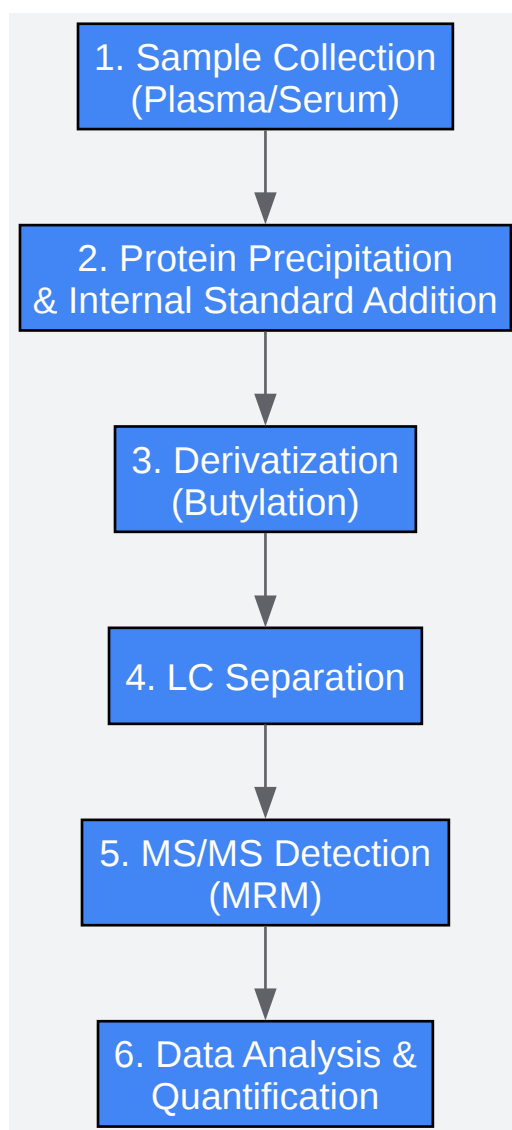 1. Sample Collection
(Plasma/Serum)
2. Protein Precipitation
& Internal Standard Addition
3. Derivatization
(Butylation)
4. LC Separation
5. MS/MS Detection
(MRM)
6. Data Analysis &
Quantification